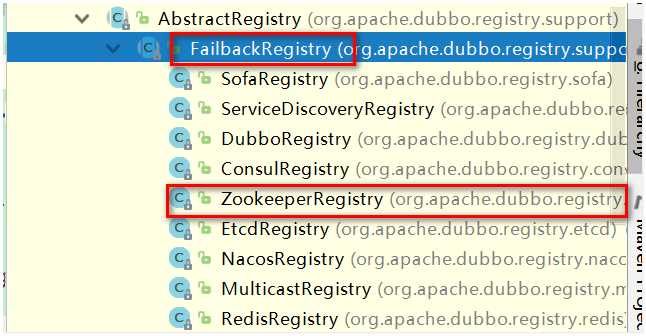 AbstractRegistry (org.apache.dubbo.registry.support)
FailbackRegistry (org.apache.dubbo.registry.suppo
SofaRegistry (org.apache.dubbo.registry.sofa)
ServiceDiscoveryRegistry (org.apache.dubbo.re
DubboRegistry (org.apache.dubbo.registry.dub
ConsulRegistry (org.apache.dubbo.registry.cons
ZookeeperRegistry (org.apache.dubbo.registry.
EtcdRegistry (org.apache.dubbo.registry.etcd)
NacosRegistry (org.apache.dubbo.registry.naco
MulticastRegistry (org.apache.dubbo.registry.m
RedisRegistry (org.apache.dubbo.registry.redis)
Hierarchy
Maven Projec